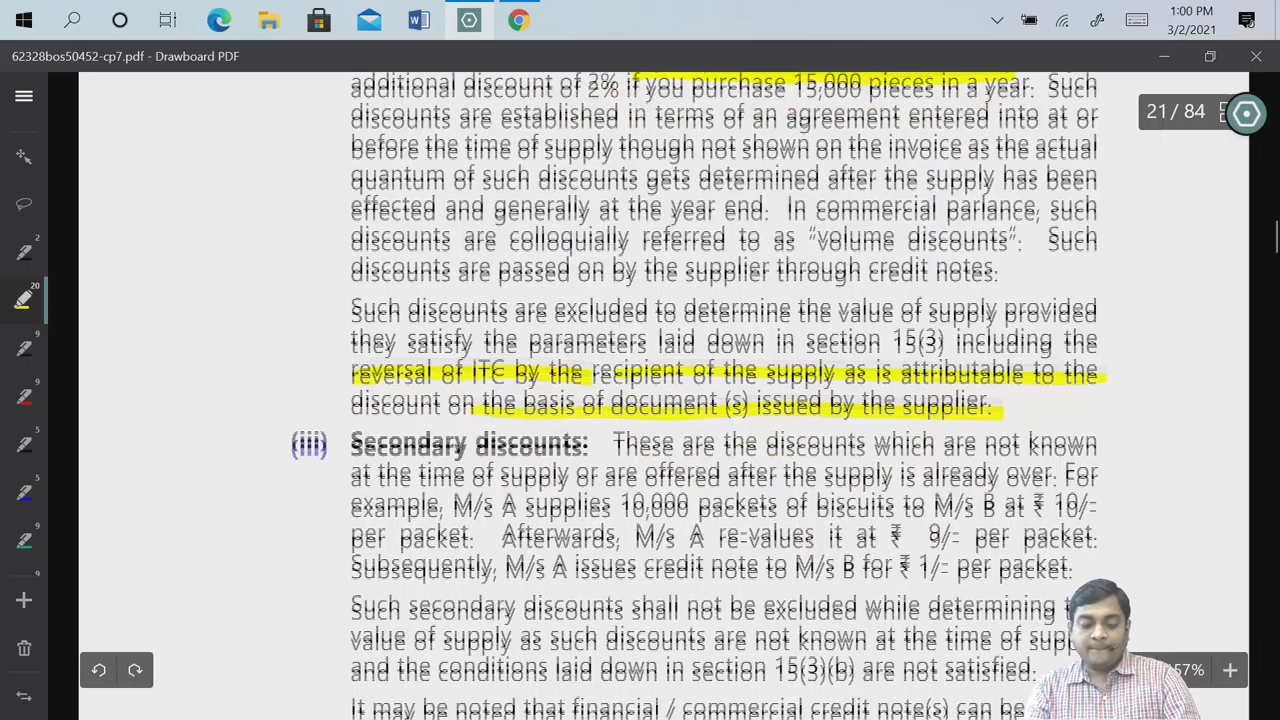 1:00 PM
3/2/2021
62328bos50452-cp7.pdf - Drawboard PDF
additional discount of 2% if you purchase 15,000 pieces in a year. Such
21 / 84
discounts are established in terms of an agreement entered into at or
before the time of supply though not shown on the invoice as the actual
quantum of such discounts gets determined after the supply has been
effected and generally at the year end. In commercial parlance, such
discounts are colloquially referred to as “volume discounts”. Such
discounts are passed on by the supplier through credit notes.
Such discounts are excluded to determine the value of supply provided
they satisfy the parameters laid down in section 15(3) including the
reversal of ITC by the recipient of the supply as is attributable to the
discount on the basis of document (s) issued by the supplier.
(iii) Secondary discounts: These are the discounts which are not known
at the time of supply or are offered after the supply is already over. For
example, M/s A supplies 10,000 packets of biscuits to M/s B at ₹ 10/-
per packet. Afterwards, M/s A re-values it at ₹ 9/- per packet.
Subsequently, M/s A issues credit note to M/s B for ₹ 1/- per packet.
Such secondary discounts shall not be excluded while determining
value of supply as such discounts are not known at the time of
and the conditions laid down in section 15(3)(b) are not satisfied.
57%
It may be noted that financial / commercial credit note(s) can be
2
20
9
9
5
5
9
9